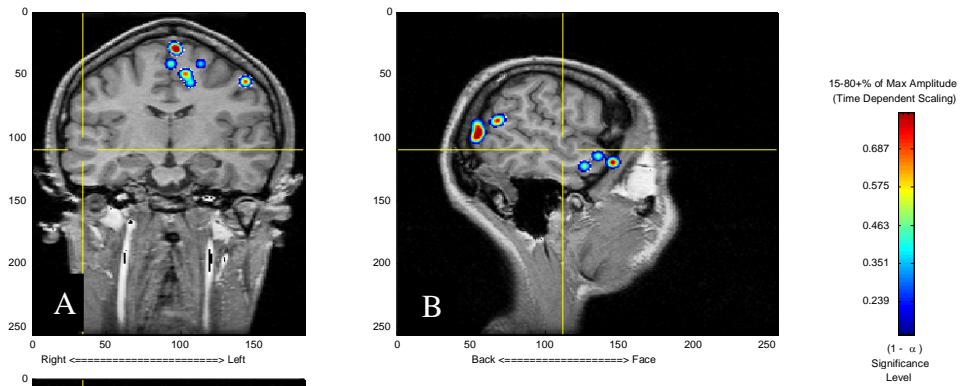 0
50
100
150
200
250
0 50 100 150
A
Right <======================> Left
0
50
100
150
200
250
0 50 100 150 200 250
B
Back <===================> Face
15-80+% of Max Amplitude
(Time Dependent Scaling)
0.687
0.575
0.463
0.351
0.239
(1 - α )
Significance
Level